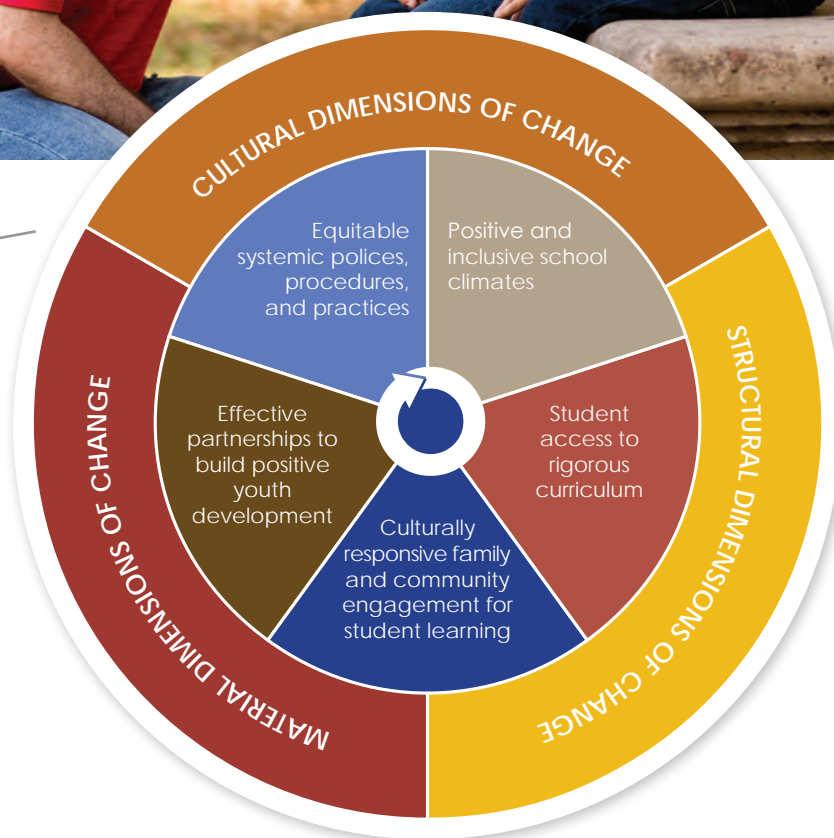 CULTURAL DIMENSIONS OF CHANGE
Equitable
systemic polices,
procedures,
and practices
Positive and
inclusive school
climates
STRUCTURAL DIMENSIONS OF CHANGE
Student
access to
rigorous
curriculum
Culturally
responsive family
and community
engagement for
student learning
Effective
partnerships to
build positive
youth
development
MATERIAL DIMENSIONS OF CHANGE